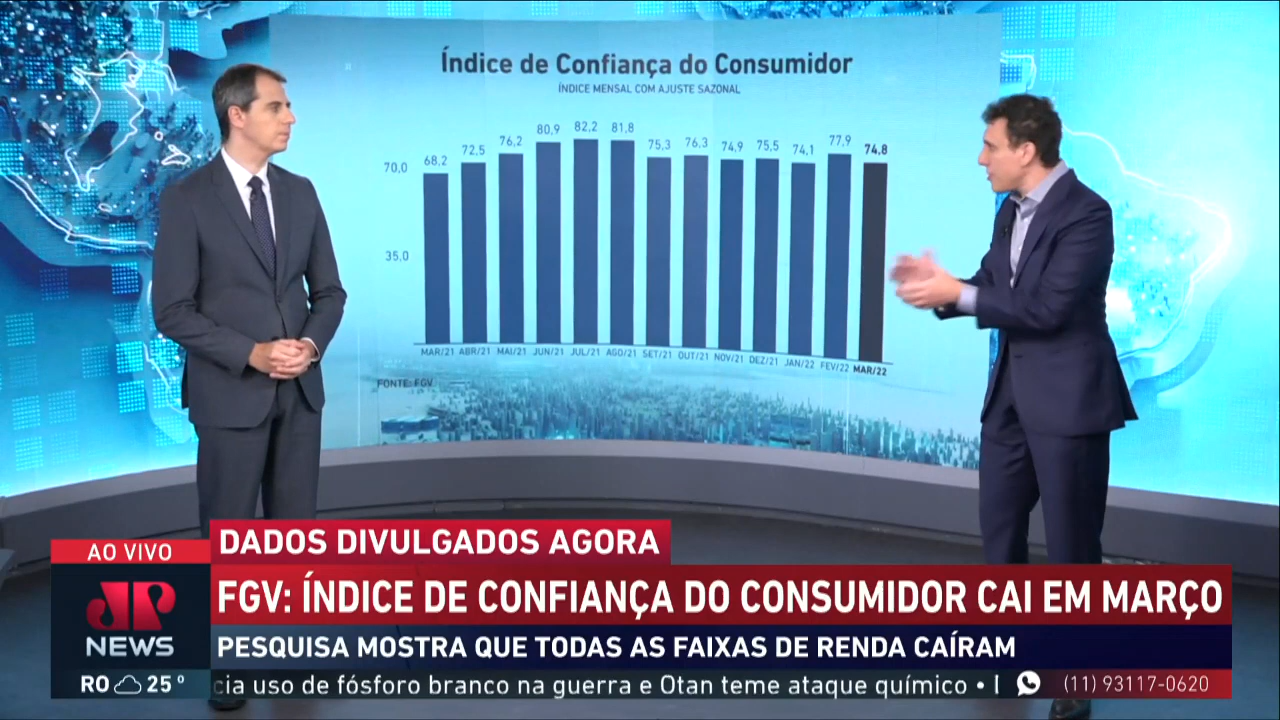 Índice de Confiança do Consumidor
ÍNDICE MENSAL COM AJUSTE SAZONAL
70,0
35,0
68,2 72,5 76,2 80,9 82,2 81,8 75,3 76,3 74,9 75,5 74,1 77,9 74,8
MAR/21 ABR/21 MAI/21 JUN/21 JUL/21 AGO/21 SET/21 OUT/21 NOV/21 DEZ/21 JAN/22 FEV/22 MAR/22
FONTE: FGV
DADOS DIVULGADOS AGORA
AO VIVO
FGV: ÍNDICE DE CONFIANÇA DO CONSUMIDOR CAI EM MARÇO
JP
NEWS
PESQUISA MOSTRA QUE TODAS AS FAIXAS DE RENDA CAÍRAM
RO 25° cia uso de fósforo branco na guerra e Otan teme ataque químico • (11) 93117-0620